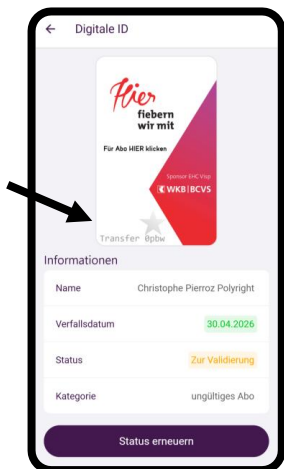 ← Digitale ID
Hier
fiebern
wir mit
Für Abo HIER klicken
Sponsor EHC Visp
WKB | BCVS
Transfer 0pbw
Informationen
Name Christophe Pierroz Polyright
Verfallsdatum 30.04.2026
Status Zur Validierung
Kategorie ungültiges Abo
Status erneuern